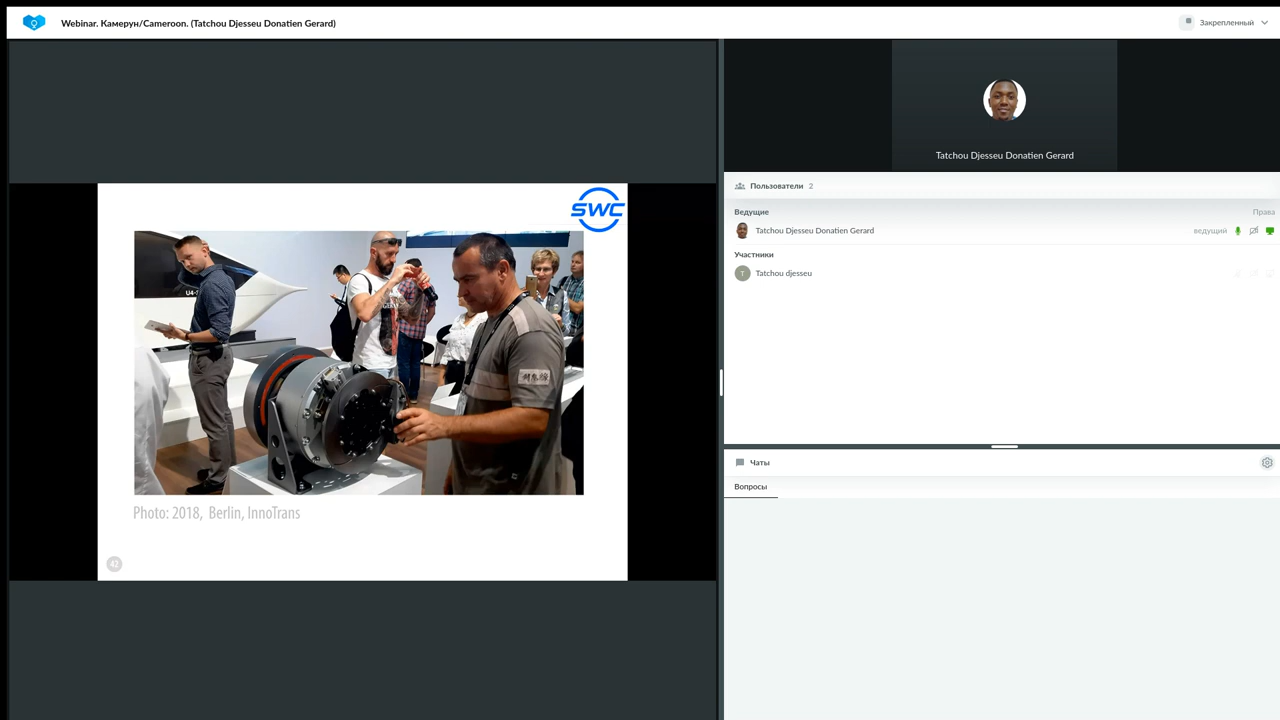 Webinar. Камерун/Cameroon. (Tatchou Djesseu Donatien Gerard)
Закрепленный
SWC
U4-
Photo: 2018, Berlin, InnoTrans
42
Tatchou Djesseu Donatien Gerard
Пользователи 2
Ведущие Права
Tatchou Djesseu Donatien Gerard ведущий
Участники
T Tatchou djesseu
Чаты
Вопросы